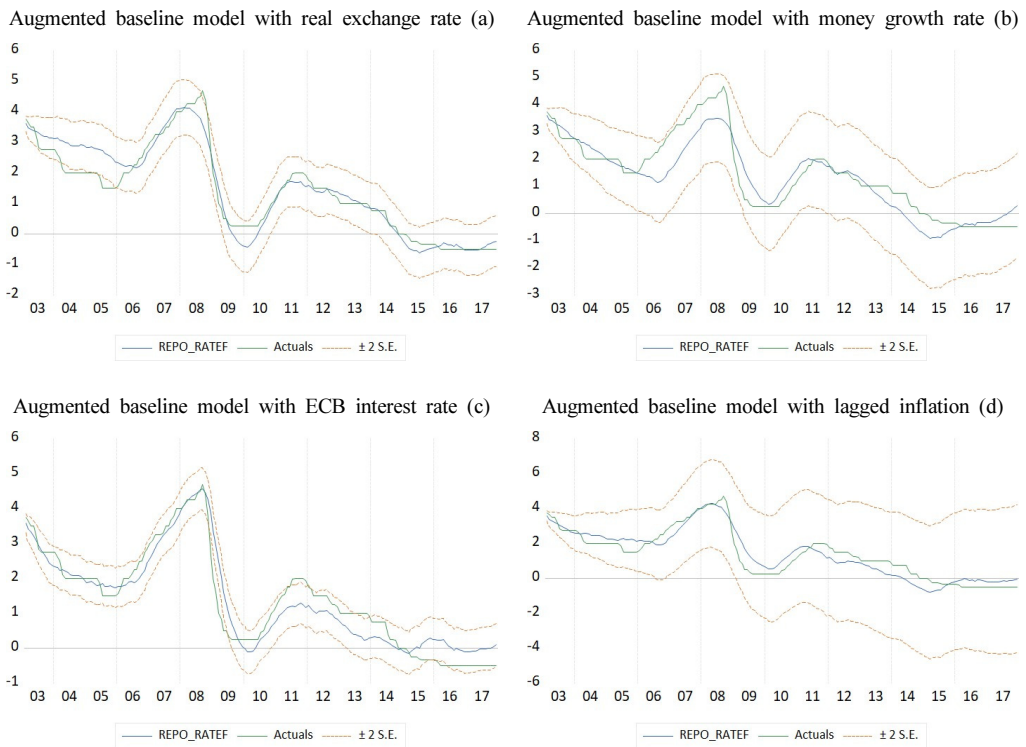 Augmented baseline model with real exchange rate (a)
6
5
4
3
2
1
0
-1
-2
03 04 05 06 07 08 09 10 11 12 13 14 15 16 17
REPO_RATEF Actuals ± 2 S.E.
Augmented baseline model with money growth rate (b)
6
5
4
3
2
1
0
-1
-2
-3
03 04 05 06 07 08 09 10 11 12 13 14 15 16 17
REPO_RATEF Actuals ± 2 S.E.
Augmented baseline model with ECB interest rate (c)
6
5
4
3
2
1
0
-1
03 04 05 06 07 08 09 10 11 12 13 14 15 16 17
REPO_RATEF Actuals ± 2 S.E.
Augmented baseline model with lagged inflation (d)
8
6
4
2
0
-2
-4
-6
03 04 05 06 07 08 09 10 11 12 13 14 15 16 17
REPO_RATEF Actuals ± 2 S.E.